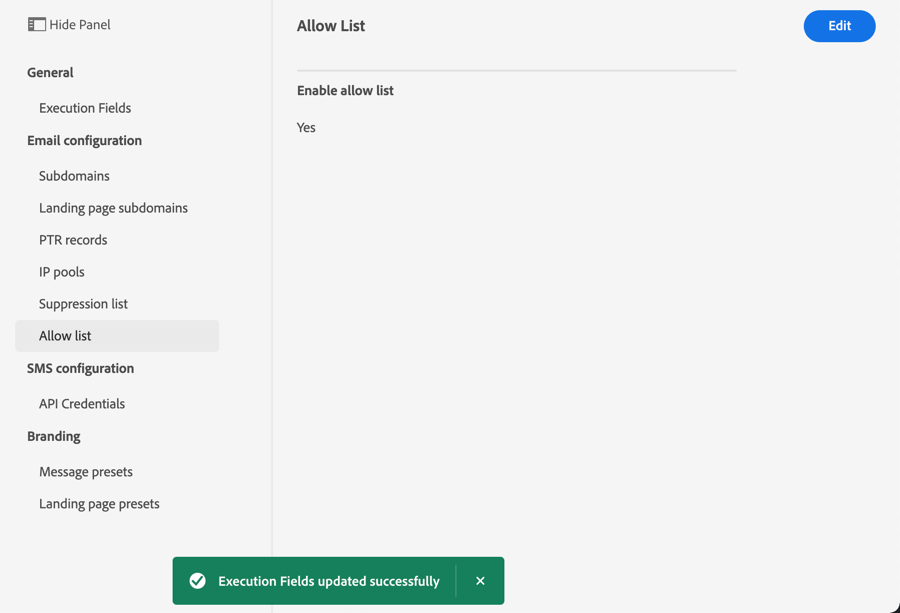 Hide Panel
General
Execution Fields
Email configuration
Subdomains
Landing page subdomains
PTR records
IP pools
Suppression list
Allow list
SMS configuration
API Credentials
Branding
Message presets
Landing page presets
Allow List
Edit
Enable allow list
Yes
Execution Fields updated successfully